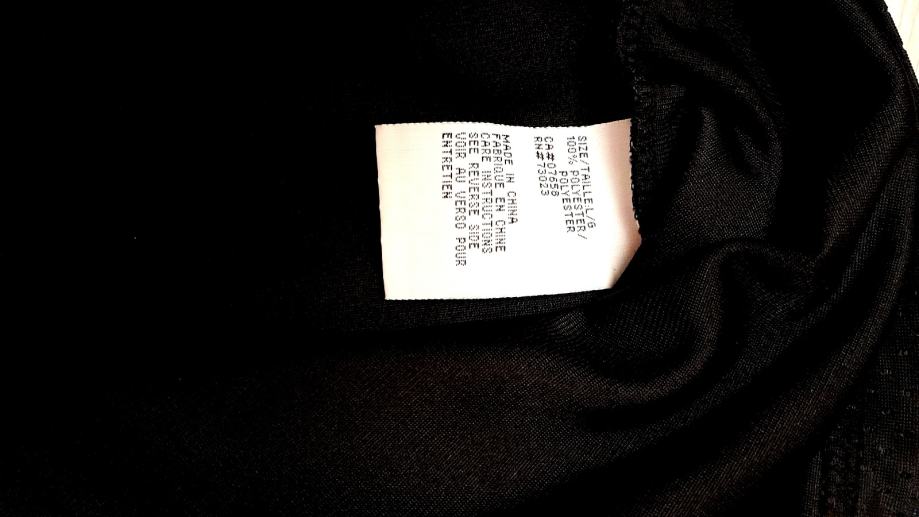 SIZE/TAILLE:L/G
100% POLYESTER/
POLYESTER
CA#07658
RN#73023
MADE IN CHINA
FABRIQUE EN CHINE
CARE INSTRUCTIONS
SEE REVERSE SIDE
VOIR AU VERSO POUR
ENTRETIEN